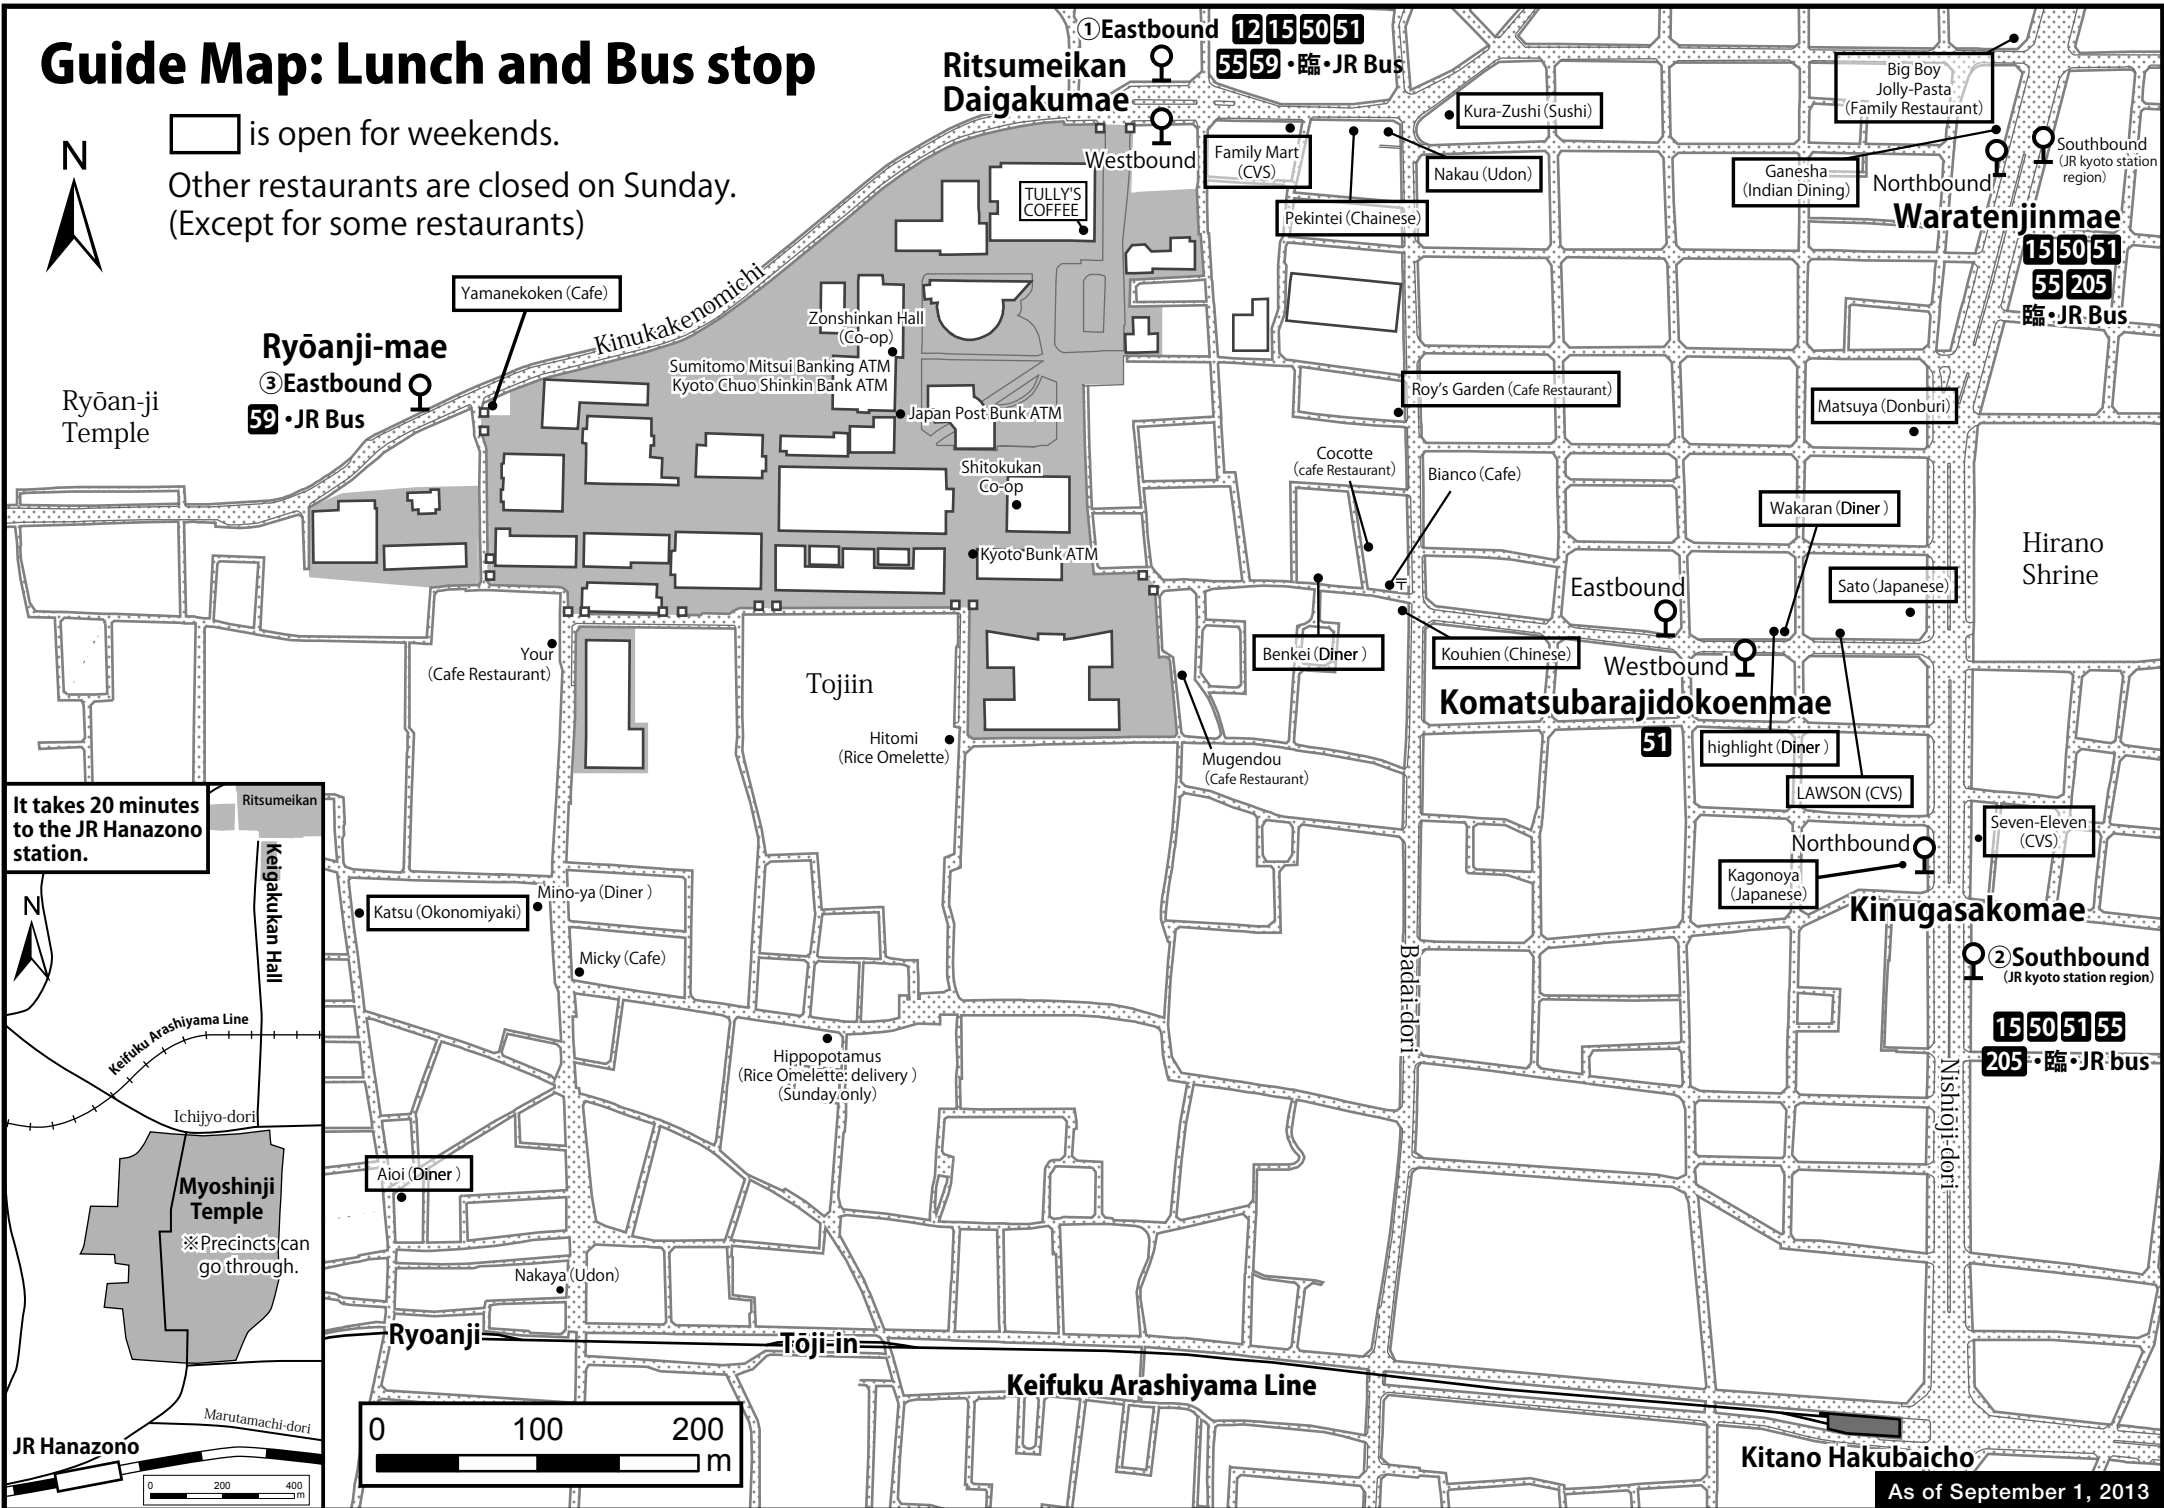 Guide Map: Lunch and Bus stop
is open for weekends.
Other restaurants are closed on Sunday.
(Except for some restaurants)
N
①Eastbound 12 15 50 51
55 59・臨・JR Bus
Ritsumeikan
Daigakumae
Westbound
TULLY'S
COFFEE
Family Mart
(CVS)
Pekintei (Chainese)
Nakau (Udon)
Kura-Zushi (Sushi)
Big Boy
Jolly-Pasta
(Family Restaurant)
Ganesha
(Indian Dining)
Northbound
Southbound
(JR kyoto station
region)
Waratenjinmae
15 50 51
55 205
臨・JR Bus
Yamanekoken (Cafe)
Kinukakenomichi
Ryōanji-mae
③Eastbound
59・JR Bus
Ryōan-ji
Temple
Zonshinkan Hall
(Co-op)
Sumitomo Mitsui Banking ATM
Kyoto Chuo Shinkin Bank ATM
Japan Post Bunk ATM
Shitokukan
Co-op
Kyoto Bunk ATM
Roy's Garden (Cafe Restaurant)
Matsuya (Donburi)
Cocotte
(cafe Restaurant)
Bianco (Cafe)
〒
Wakaran (Diner )
Hirano
Shrine
Eastbound
Sato (Japanese)
Benkei (Diner )
Kouhien (Chinese)
Westbound
Komatsubarajidokoenmae
51
highlight (Diner )
LAWSON (CVS)
Your
(Cafe Restaurant)
Tojiin
Hitomi
(Rice Omelette)
Mugendou
(Cafe Restaurant)
Seven-Eleven
(CVS)
Northbound
Kagonoya
(Japanese)
Kinugasakomae
②Southbound
(JR kyoto station region)
15 50 51 55
205・臨・JR bus
Badai-dori
Nishiōji-dori
Katsu (Okonomiyaki)
Mino-ya (Diner )
Micky (Cafe)
Hippopotamus
(Rice Omelette: delivery )
(Sunday only)
Aioi (Diner )
Nakaya (Udon)
Ryoanji
Tōji-in
Keifuku Arashiyama Line
Kitano Hakubaicho
0 100 200
m
It takes 20 minutes
to the JR Hanazono
station.
Ritsumeikan
Keigakukan Hall
N
Keifuku Arashiyama Line
Ichijyo-dori
Myoshinji
Temple
※Precincts can
go through.
Marutamachi-dori
JR Hanazono
0 200 400
m
As of September 1, 2013